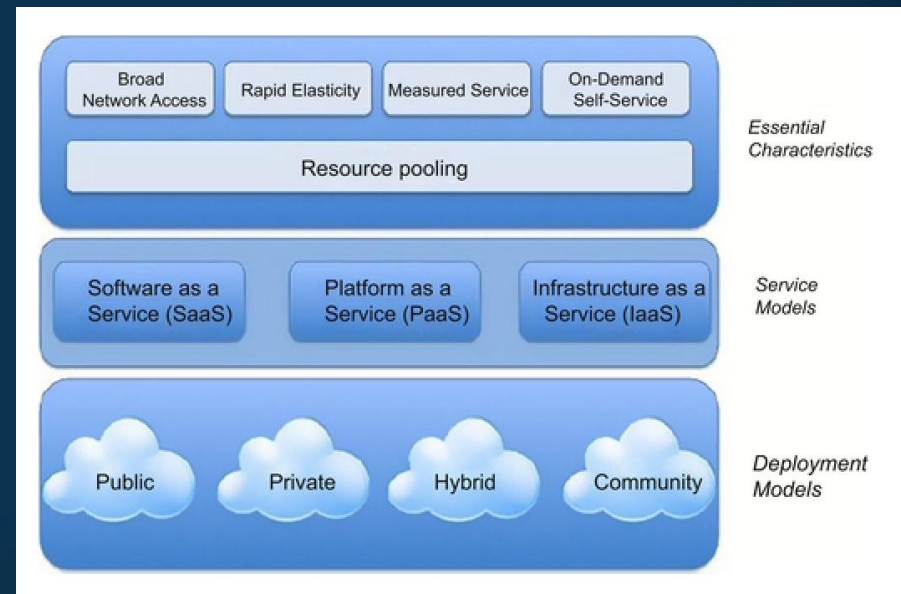 Broad
Network Access
Rapid Elasticity
Measured Service
On-Demand
Self-Service
Resource pooling
Essential
Characteristics
Software as a
Service (SaaS)
Platform as a
Service (PaaS)
Infrastructure as a
Service (IaaS)
Service
Models
Public
Private
Hybrid
Community
Deployment
Models